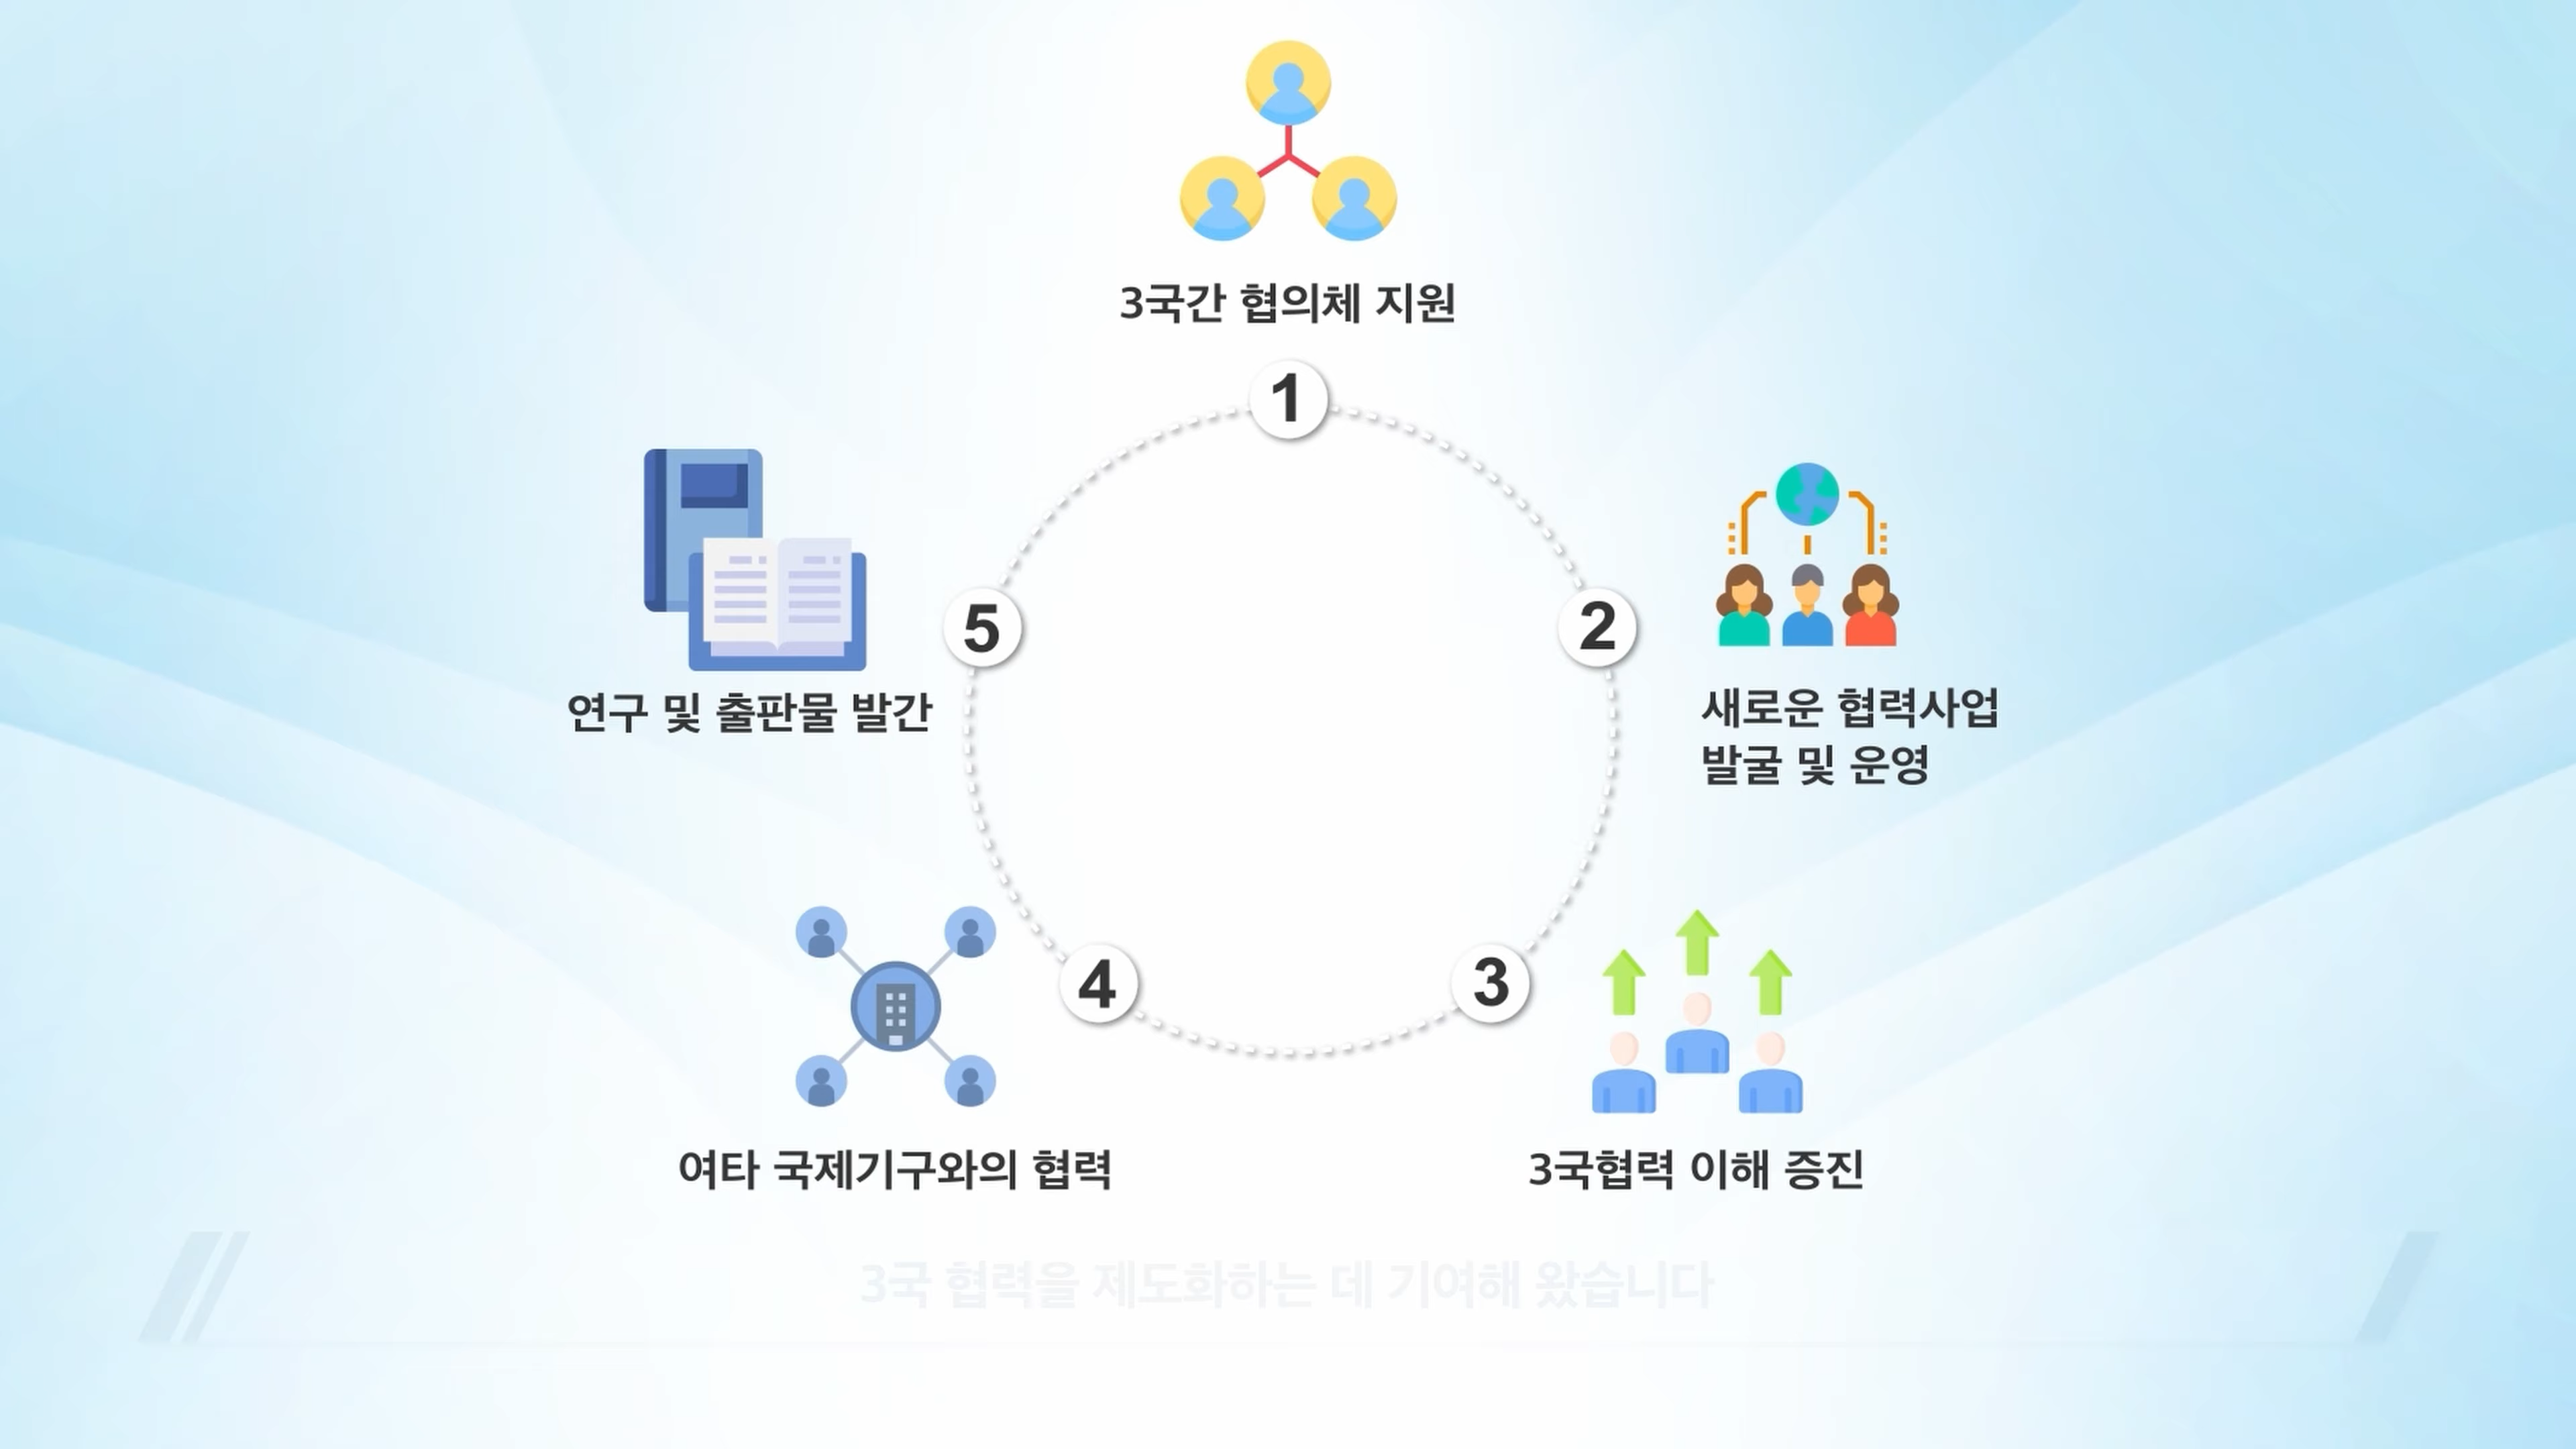 3국간 협의체 지원
1
2
새로운 협력사업
발굴 및 운영
3
3국협력 이해 증진
4
여타 국제기구와의 협력
5
연구 및 출판물 발간
3국 협력을 제도화하는 데 기여해 왔습니다